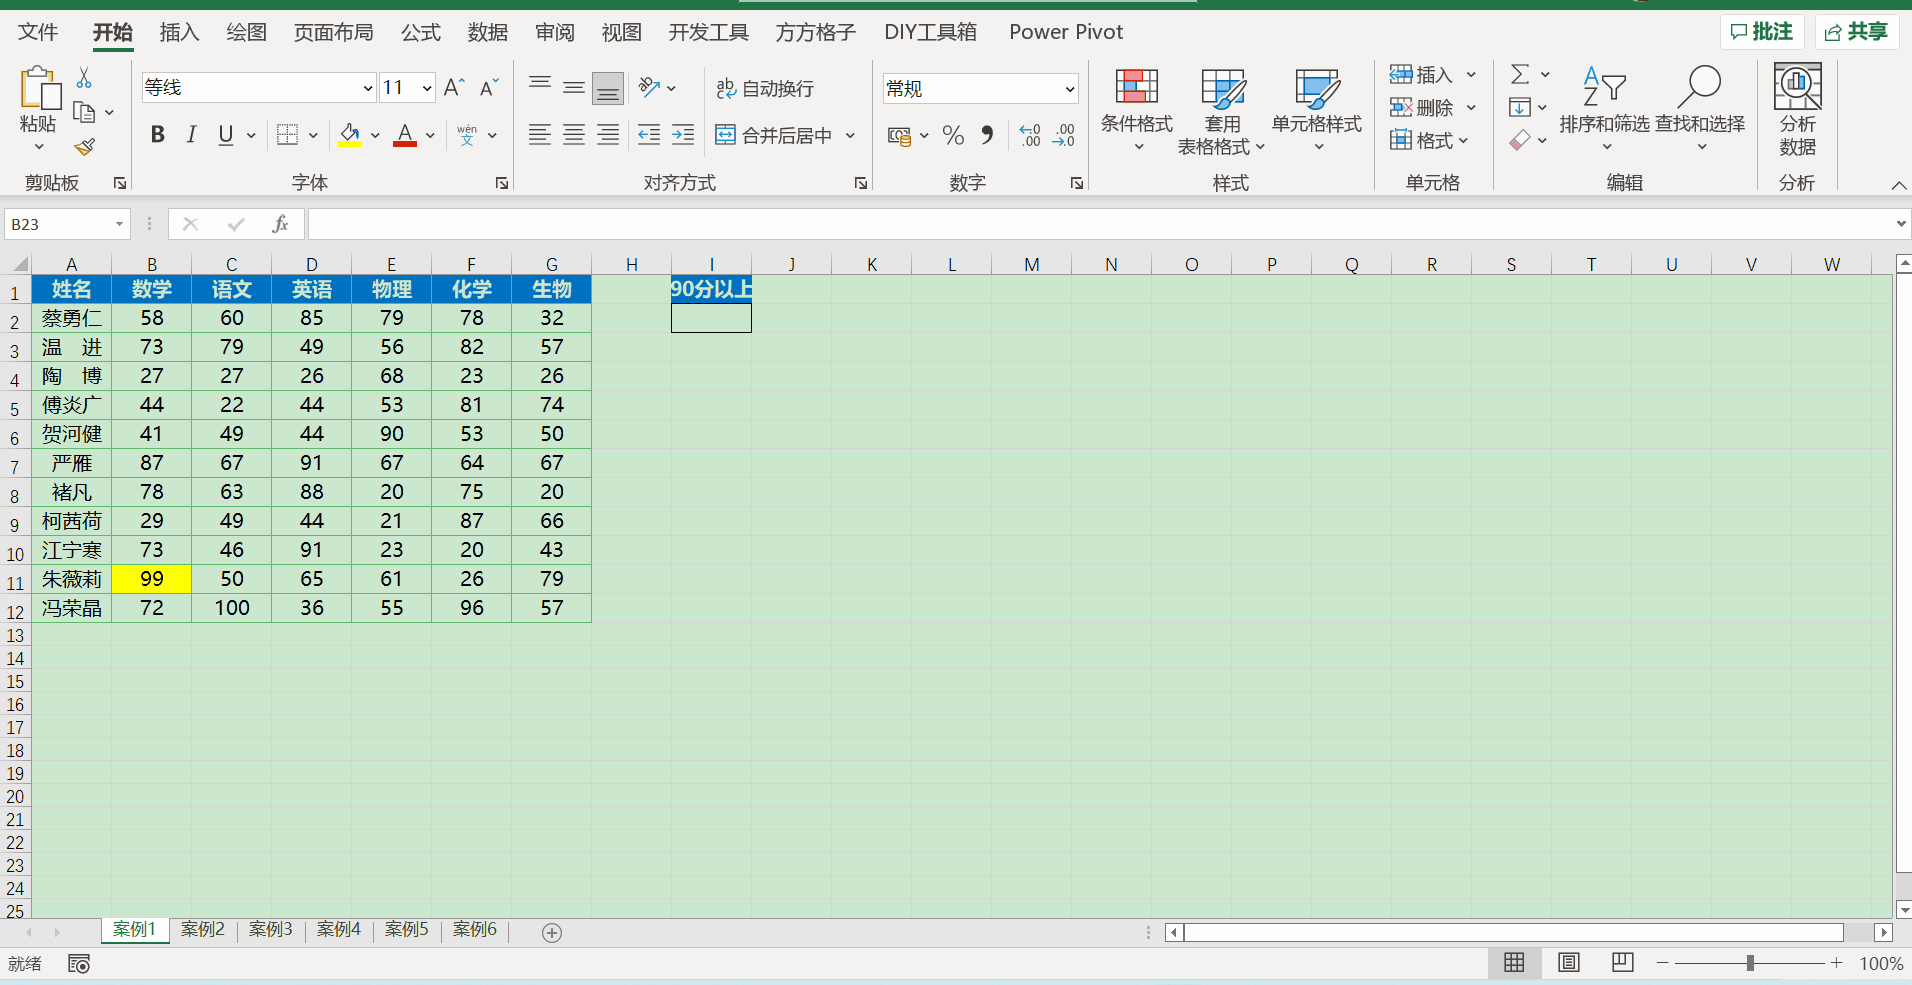 文件 开始 插入 绘图 页面布局 公式 数据 审阅 视图 开发工具 方方格子 DIY工具箱 Power Pivot 批注 共享
粘贴
剪贴板
等线 11 A A
B I U A wén 文
字体
ab 自动换行
合并后居中
对齐方式
常规
% .00 .00
数字
条件格式 套用 表格格式 单元格样式
样式
插入
删除
格式
单元格
排序和筛选 查找和选择
编辑
分析 数据
分析
B23 fx
A B C D E F G H I J K L M N O P Q R S T U V W
1 姓名 数学 语文 英语 物理 化学 生物 90分以上
2 蔡勇仁 58 60 85 79 78 32
3 温 进 73 79 49 56 82 57
4 陶 博 27 27 26 68 23 26
5 傅炎广 44 22 44 53 81 74
6 贺河健 41 49 44 90 53 50
7 严雁 87 67 91 67 64 67
8 褚凡 78 63 88 20 75 20
9 柯茜荷 29 49 44 21 87 66
10 江宁寒 73 46 91 23 20 43
11 朱薇莉 99 50 65 61 26 79
12 冯荣晶 72 100 36 55 96 57
13
14
15
16
17
18
19
20
21
22
23
24
25
案例1 案例2 案例3 案例4 案例5 案例6
就绪 100%